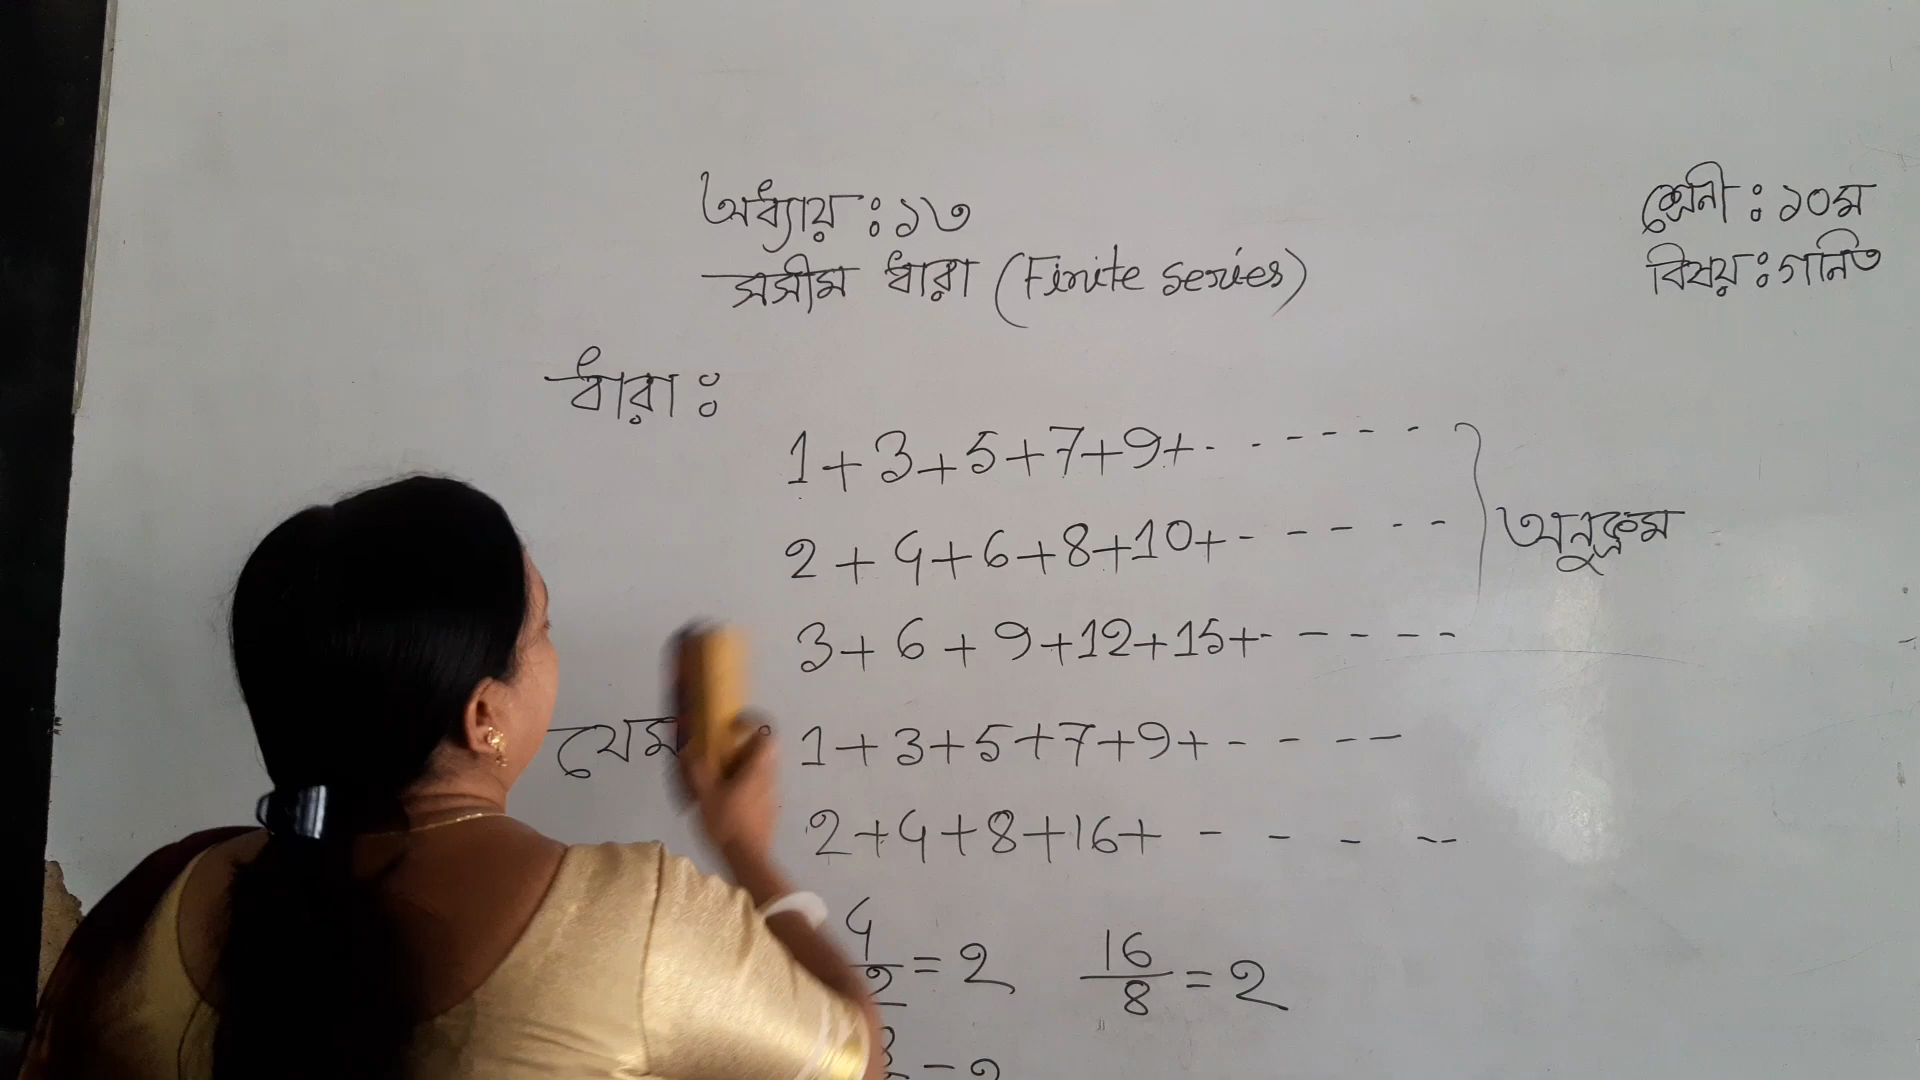 অধ্যায় : ১৩
সসীম ধারা (Finite series)
শ্রেনী : ১০ম
বিষয় : গনিত
ধারা :
1+3+5+7+9+- - - - - -
2+4+6+8+10+- - - - - -
অনুক্রম
3+6+9+12+15+- - - - -
1+3+5+7+9+- - - -
2+4+8+16+ - - - - -
4/2 = 2 16/8 = 2